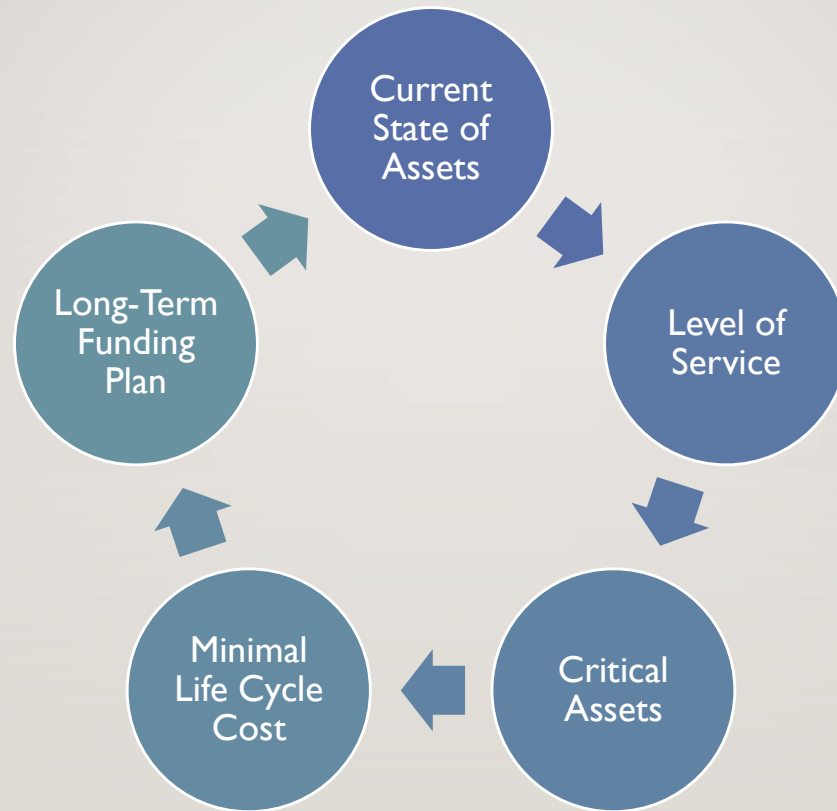 Current
State of
Assets
Level of
Service
Critical
Assets
Minimal
Life Cycle
Cost
Long-Term
Funding
Plan